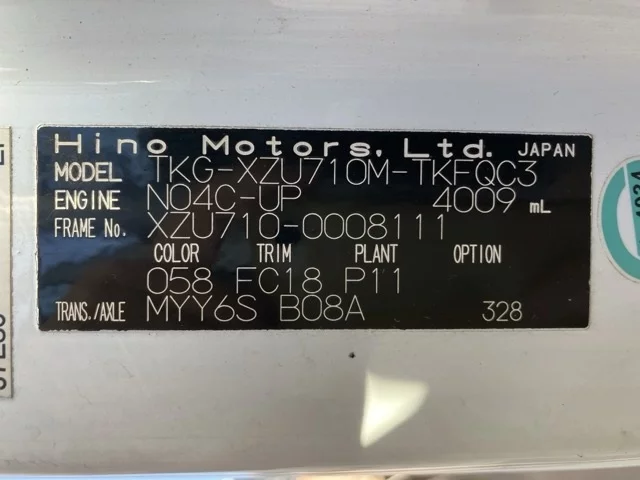 Hino Motors, Ltd. JAPAN
MODEL TKG-XZU710M-TKFQC3
ENGINE N04C-UP 4009 mL
FRAME No. XZU710-0008111
COLOR TRIM PLANT OPTION
058 FC18 P11
TRANS./AXLE MYY6S B08A 328